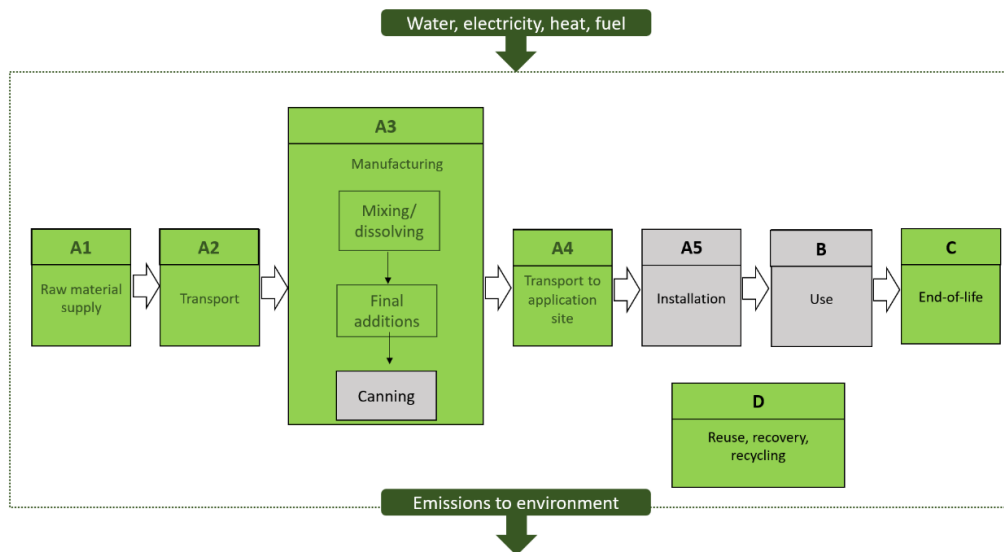 Water, electricity, heat, fuel
A3
Manufacturing
Mixing/
dissolving
Final
additions
Canning
A1
Raw material
supply
A2
Transport
A4
Transport to
application
site
A5
Installation
B
Use
C
End-of-life
D
Reuse, recovery,
recycling
Emissions to environment